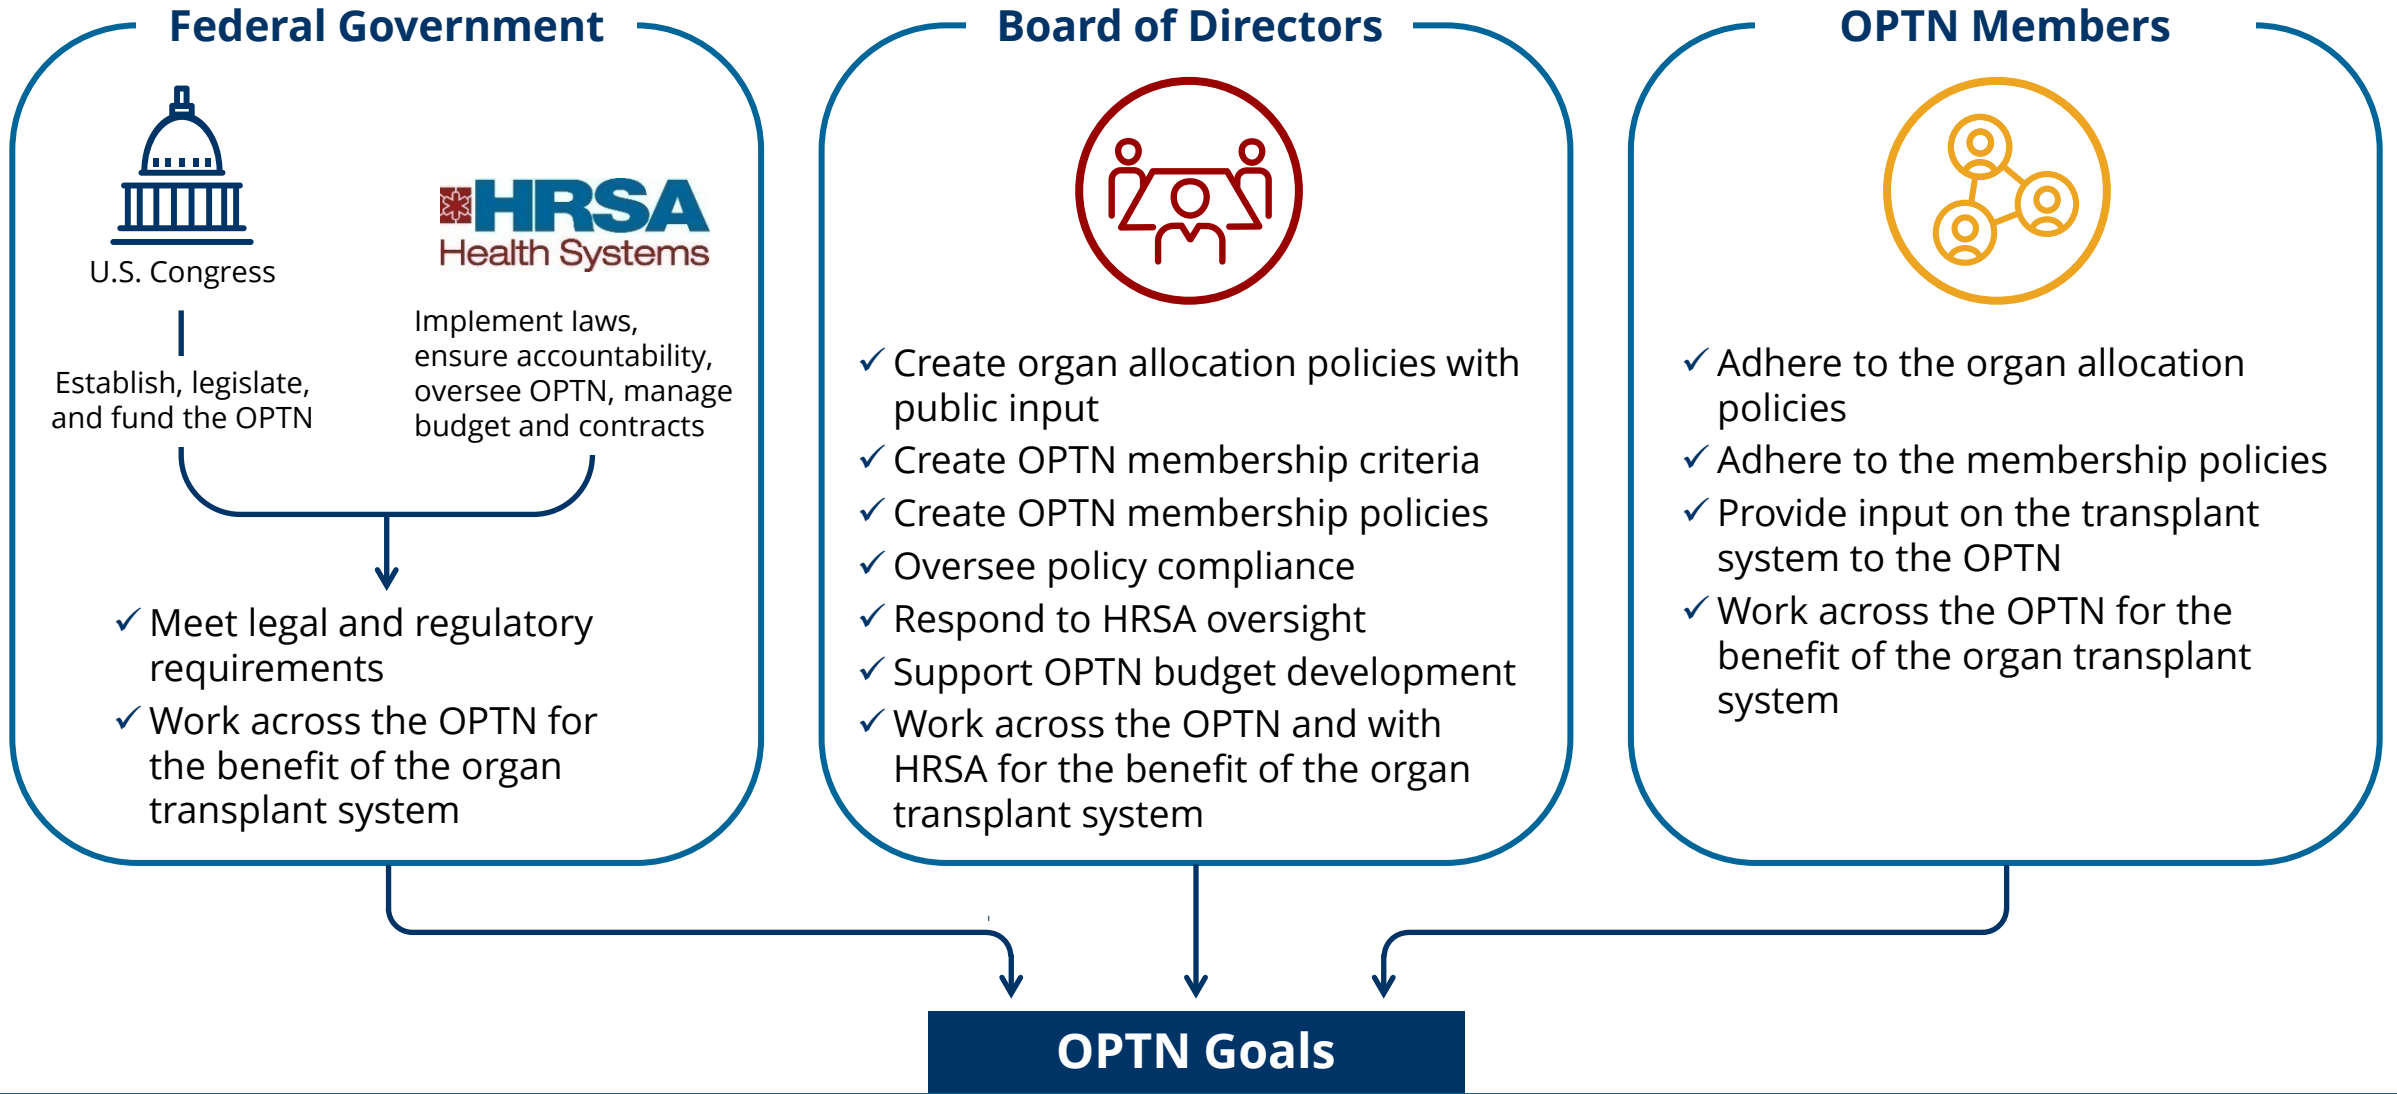 Federal Government
U.S. Congress
Establish, legislate,
and fund the OPTN
HRSA
Health Systems
Implement laws,
ensure accountability,
oversee OPTN, manage
budget and contracts
✓ Meet legal and regulatory
requirements
✓ Work across the OPTN for
the benefit of the organ
transplant system
Board of Directors
✓ Create organ allocation policies with
public input
✓ Create OPTN membership criteria
✓ Create OPTN membership policies
✓ Oversee policy compliance
✓ Respond to HRSA oversight
✓ Support OPTN budget development
✓ Work across the OPTN and with
HRSA for the benefit of the organ
transplant system
OPTN Members
✓ Adhere to the organ allocation
policies
✓ Adhere to the membership policies
✓ Provide input on the transplant
system to the OPTN
✓ Work across the OPTN for the
benefit of the organ transplant
system
OPTN Goals